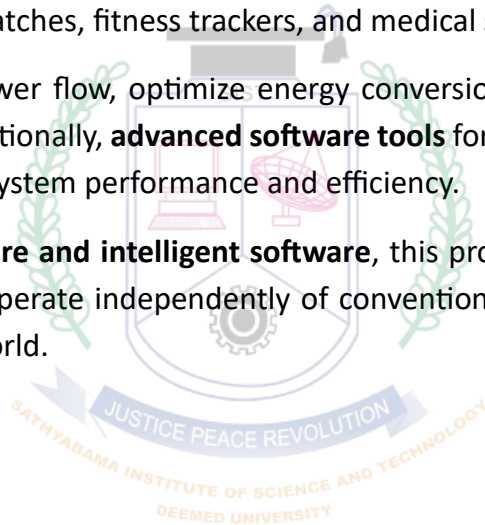 atches, fitness trackers, and medical s
wer flow, optimize energy conversio
tionally, advanced software tools for
ystem performance and efficiency.
re and intelligent software, this pro
perate independently of convention
orld.
JUSTICE PEACE REVOLUTION
SATHYABAMA INSTITUTE OF SCIENCE AND TECHNOLOGY
DEEMED UNIVERSITY